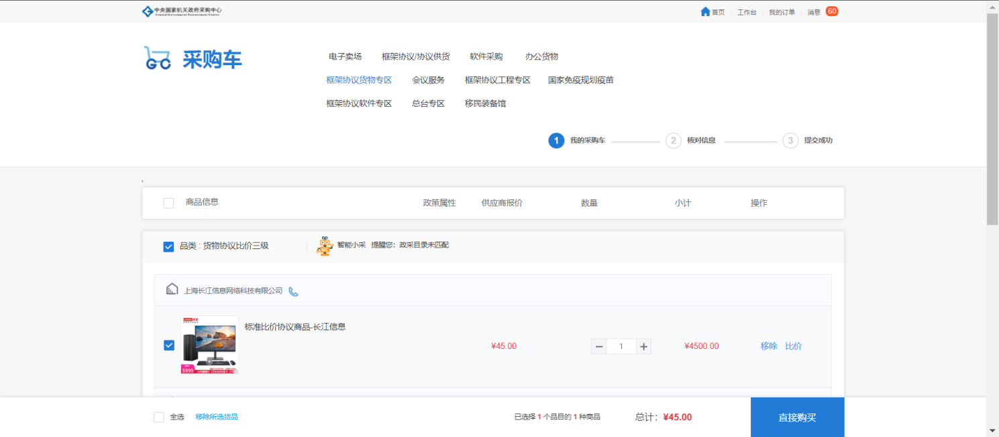 中央国家机关政府采购中心
Central Government Procurement Center
首页 工作台 我的订单 消息 60
采购车
电子卖场 框架协议/协议供货 软件采购 办公货物
框架协议货物专区 会议服务 框架协议工程专区 国家免疫规划疫苗
框架协议软件专区 总台专区 移民装备馆
1 我的采购车 2 核对信息 3 提交成功
商品信息 政策属性 供应商报价 数量 小计 操作
品类 : 货物协议比价三级 智能小采 提醒您：政采目录未匹配
上海长江信息网络科技有限公司
标准比价协议商品-长江信息
¥45.00 1 ¥4500.00 移除 比价
5999
全选 移除所选货品 已选择 1 个品目的 1 种商品 总计：¥45.00 直接购买